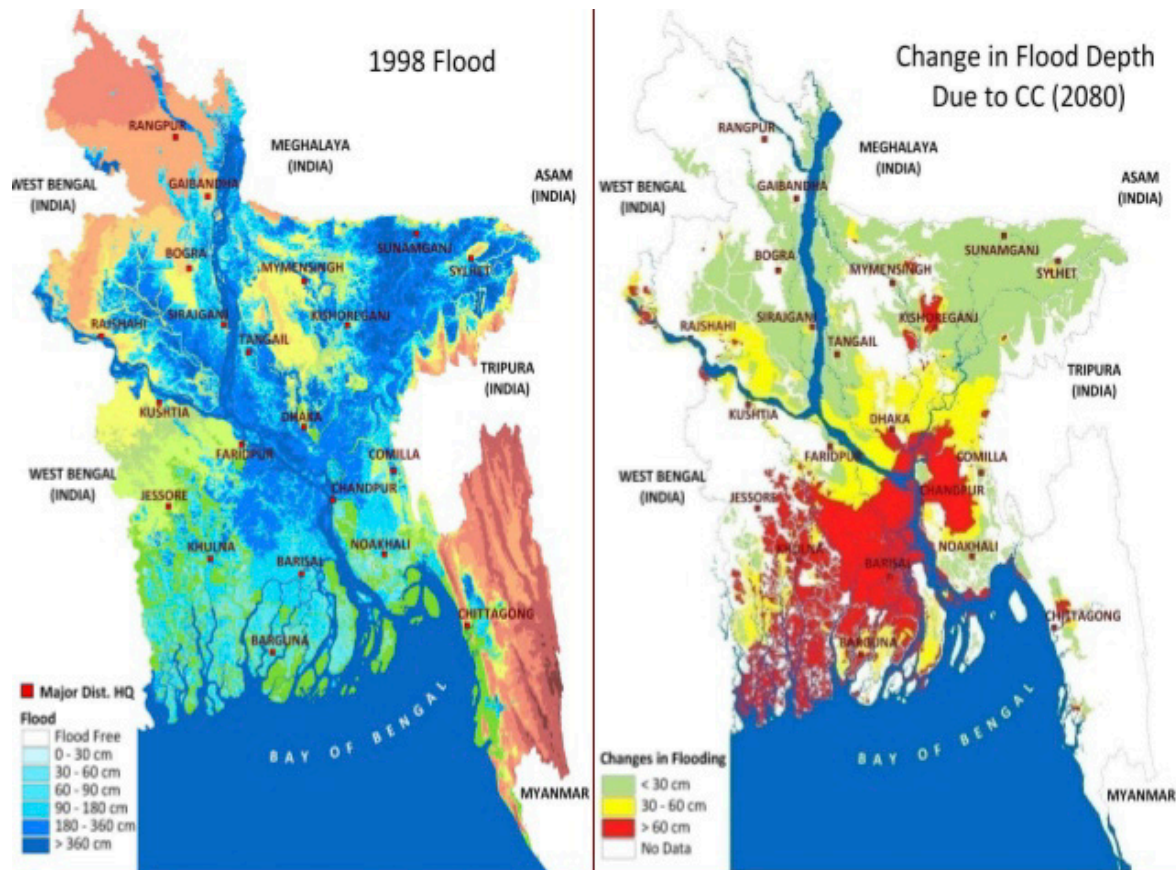 1998 Flood
RANGPUR
MEGHALAYA
(INDIA)
WEST BENGAL
(INDIA)
GAIBANDHA
ASAM
(INDIA)
BOGRA
MYMENSINGH
SUNAMGANJ
SYLHET
RAJSHAHI
SIRAJGANJ
TANGAIL
KISHOREGANJ
TRIPURA
(INDIA)
KUSHTIA
DHAKA
FARIDPUR
COMILLA
WEST BENGAL
(INDIA)
JESSORE
CHANDPUR
KHULNA
BARISAL
NOAKHALI
CHITTAGONG
BARGUNA
BAY OF BENGAL
MYANMAR
Major Dist. HQ
Flood
Flood Free
0 - 30 cm
30 - 60 cm
60 - 90 cm
90 - 180 cm
180 - 360 cm
> 360 cm
Change in Flood Depth
Due to CC (2080)
RANGPUR
MEGHALAYA
(INDIA)
WEST BENGAL
(INDIA)
GAIBANDHA
ASAM
(INDIA)
BOGRA
MYMENSINGH
SUNAMGANJ
SYLHET
RAJSHAHI
SIRAJGANJ
TANGAIL
KISHOREGANJ
TRIPURA
(INDIA)
KUSHTIA
DHAKA
FARIDPUR
COMILLA
WEST BENGAL
(INDIA)
JESSORE
CHANDPUR
KHULNA
BARISAL
NOAKHALI
CHITTAGONG
BARGUNA
BAY OF BENGAL
MYANMAR
Changes in Flooding
< 30 cm
30 - 60 cm
> 60 cm
No Data